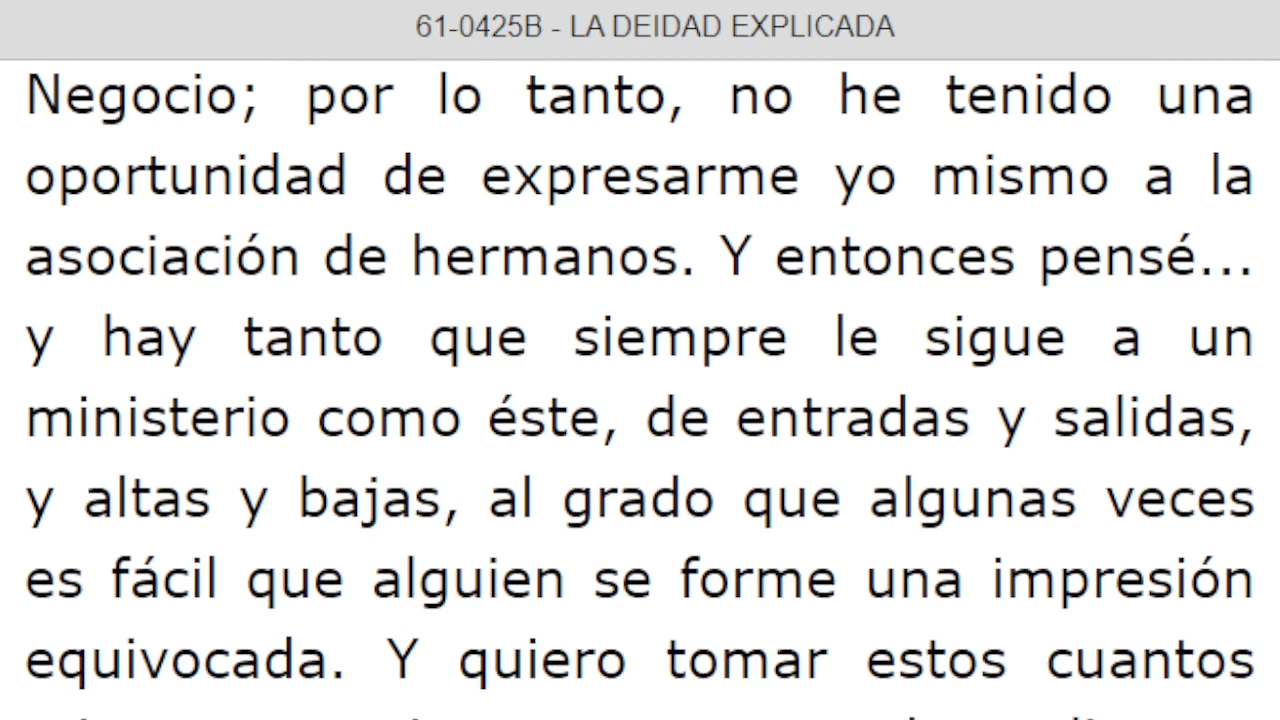 61-0425B - LA DEIDAD EXPLICADA
Negocio; por lo tanto, no he tenido una
oportunidad de expresarme yo mismo a la
asociación de hermanos. Y entonces pensé...
y hay tanto que siempre le sigue a un
ministerio como éste, de entradas y salidas,
y altas y bajas, al grado que algunas veces
es fácil que alguien se forme una impresión
equivocada. Y quiero tomar estos cuantos